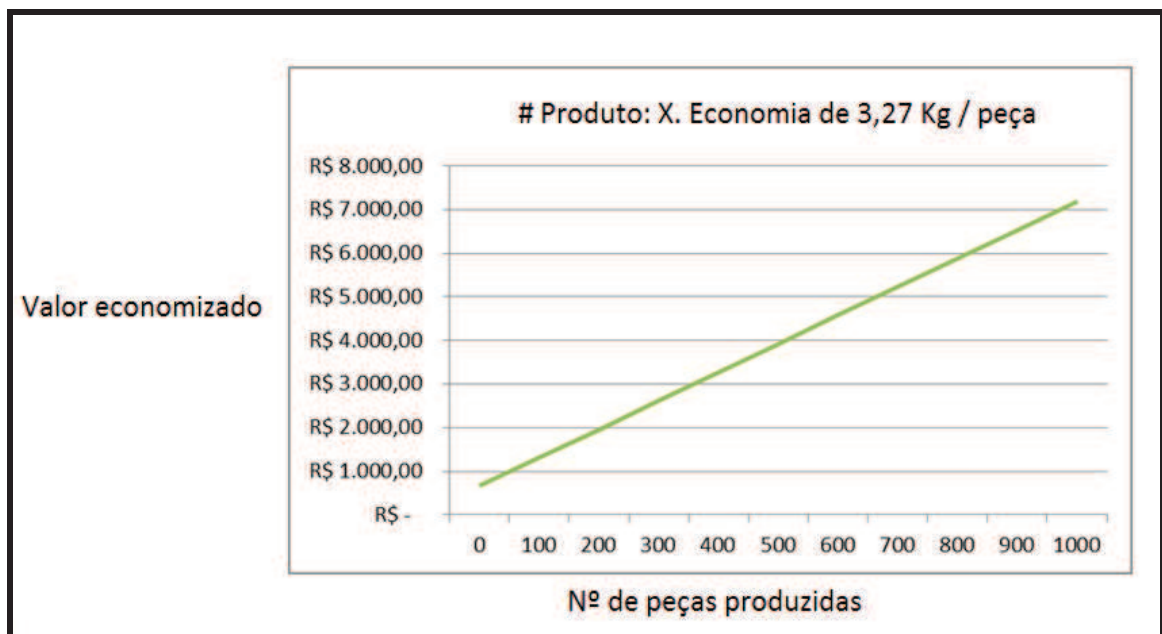 # Produto: X. Economia de 3,27 Kg / peça
R$ 8.000,00
R$ 7.000,00
R$ 6.000,00
R$ 5.000,00
Valor economizado
R$ 4.000,00
R$ 3.000,00
R$ 2.000,00
R$ 1.000,00
R$ -
0 100 200 300 400 500 600 700 800 900 1000
Nº de peças produzidas